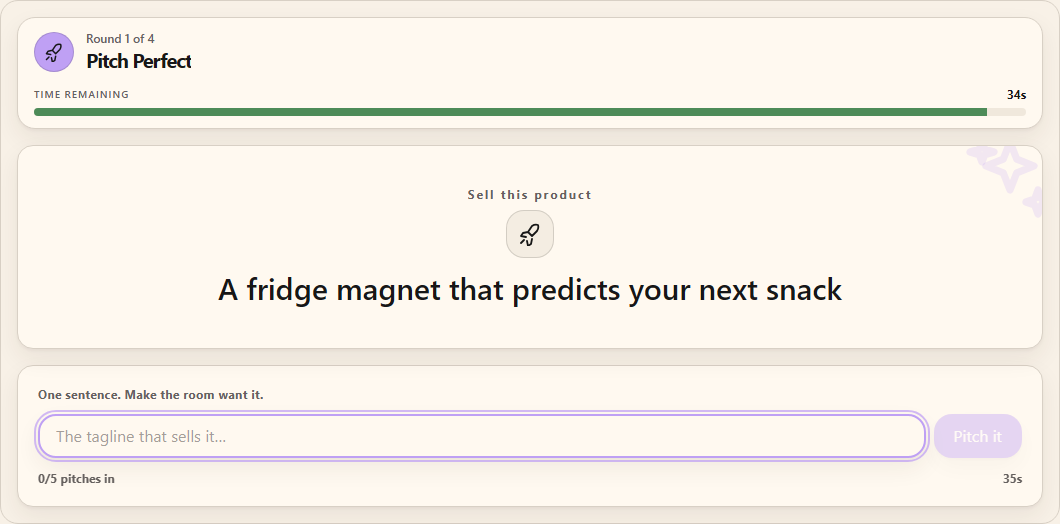 Round 1 of 4
Pitch Perfect
TIME REMAINING
34s
Sell this product
A fridge magnet that predicts your next snack
One sentence. Make the room want it.
The tagline that sells it...
Pitch it
0/5 pitches in
35s